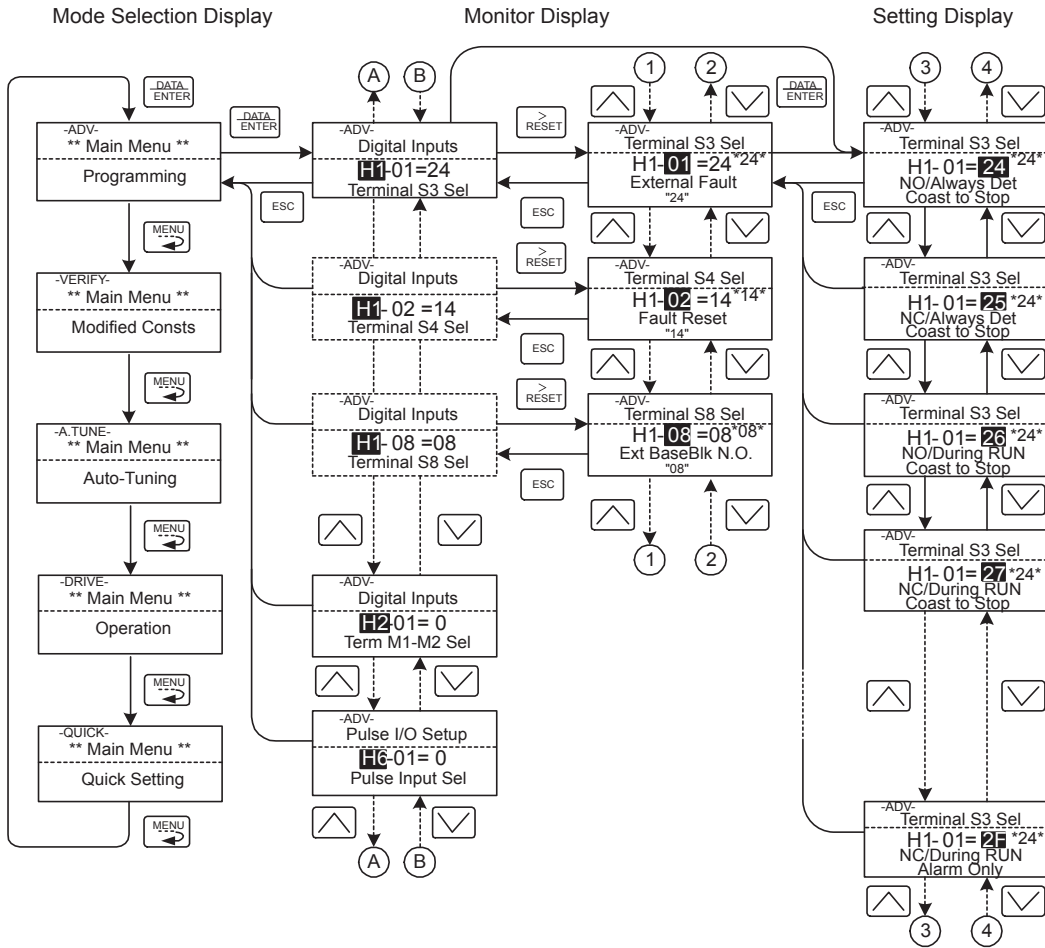 Mode Selection Display
Monitor Display
Setting Display
DATA
ENTER
-ADV-
** Main Menu **
Programming
MENU
-VERIFY-
** Main Menu **
Modified Consts
MENU
-A.TUNE-
** Main Menu **
Auto-Tuning
MENU
-DRIVE-
** Main Menu **
Operation
MENU
-QUICK-
** Main Menu **
Quick Setting
MENU
A
B
DATA
ENTER
-ADV-
Digital Inputs
H1-01=24
Terminal S3 Sel
ESC
-ADV-
Digital Inputs
H1- 02 =14
Terminal S4 Sel
-ADV-
Digital Inputs
H1- 08 =08
Terminal S8 Sel
-ADV-
Digital Inputs
H2-01= 0
Term M1-M2 Sel
-ADV-
Pulse I/O Setup
H6-01= 0
Pulse Input Sel
A
B
1
2
>
RESET
-ADV-
Terminal S3 Sel
H1- 01 =24*24*
External Fault
"24"
ESC
>
RESET
-ADV-
Terminal S4 Sel
H1- 02 =14*14*
Fault Reset
"14"
ESC
>
RESET
-ADV-
Terminal S8 Sel
H1- 08 =08*08*
Ext BaseBlk N.O.
"08"
ESC
1
2
3
4
DATA
ENTER
-ADV-
Terminal S3 Sel
H1- 01= 24 *24*
NO/Always Det
Coast to Stop
ESC
-ADV-
Terminal S3 Sel
H1- 01= 25 *24*
NC/Always Det
Coast to Stop
-ADV-
Terminal S3 Sel
H1- 01= 26 *24*
NO/During RUN
Coast to Stop
-ADV-
Terminal S3 Sel
H1- 01= 27 *24*
NC/During RUN
Coast to Stop
-ADV-
Terminal S3 Sel
H1- 01= 2F *24*
NC/During RUN
Alarm Only
3
4